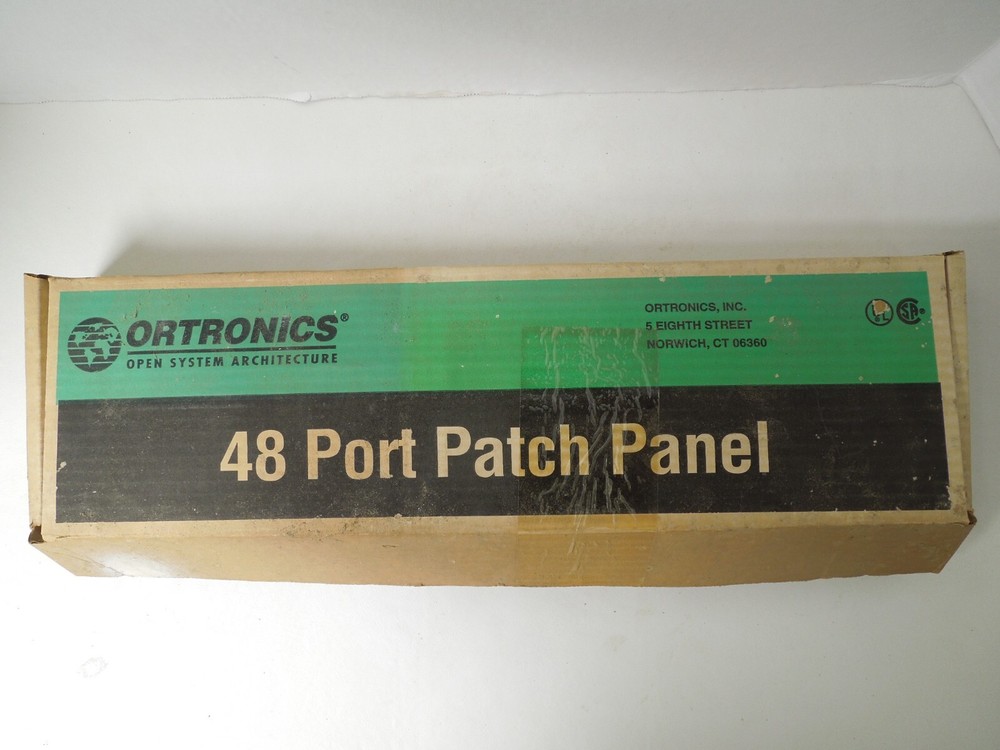 ORTRONICS®
OPEN SYSTEM ARCHITECTURE
ORTRONICS, INC.
5 EIGHTH STREET
NORWICH, CT 06360
48 Port Patch Panel